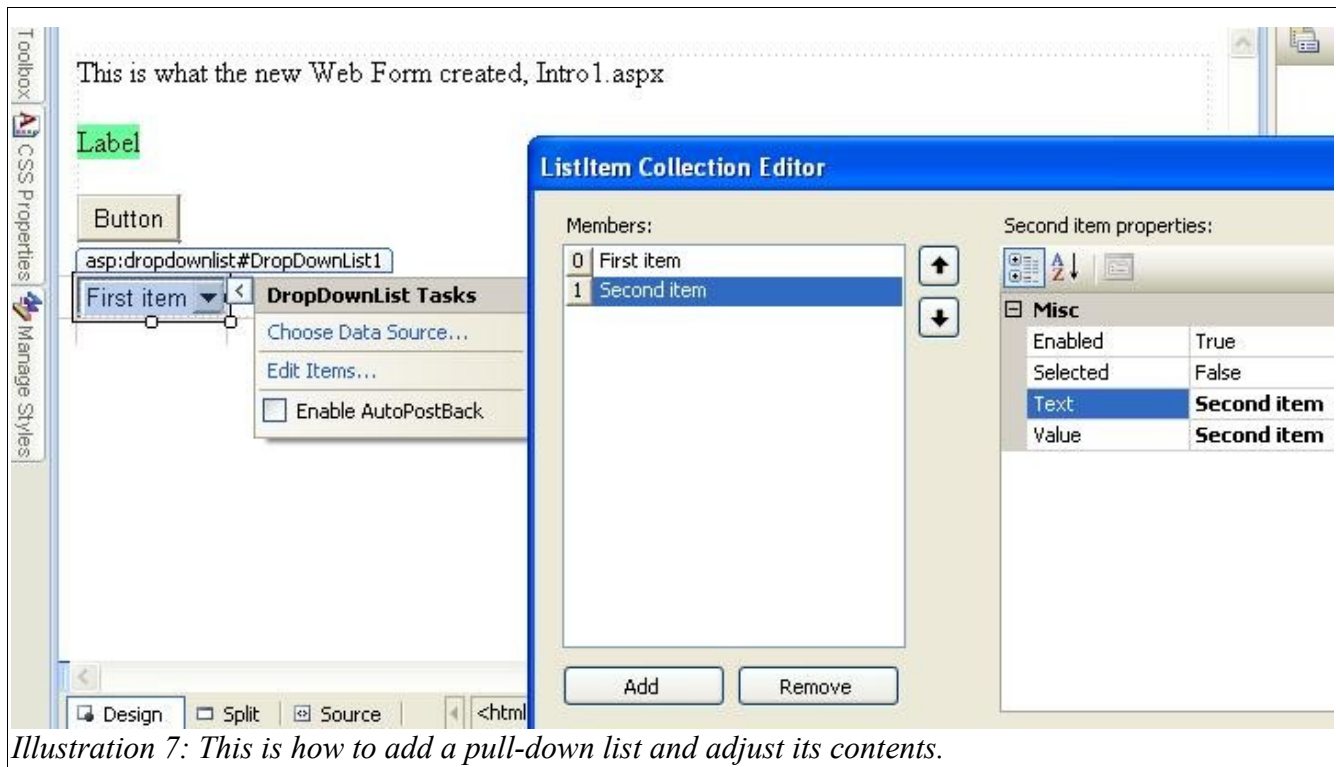 Toolbox
CSS Properties
Manage Styles
This is what the new Web Form created, Intro1.aspx
Label
Button
asp:dropdownlist#DropDownList1
First item
DropDownList Tasks
Choose Data Source...
Edit Items...
Enable AutoPostBack
Design
Split
Source
<html
ListItem Collection Editor
Members:
0 First item
1 Second item
Add
Remove
Second item properties:
Misc
Enabled True
Selected False
Text Second item
Value Second item
Illustration 7: This is how to add a pull-down list and adjust its contents.